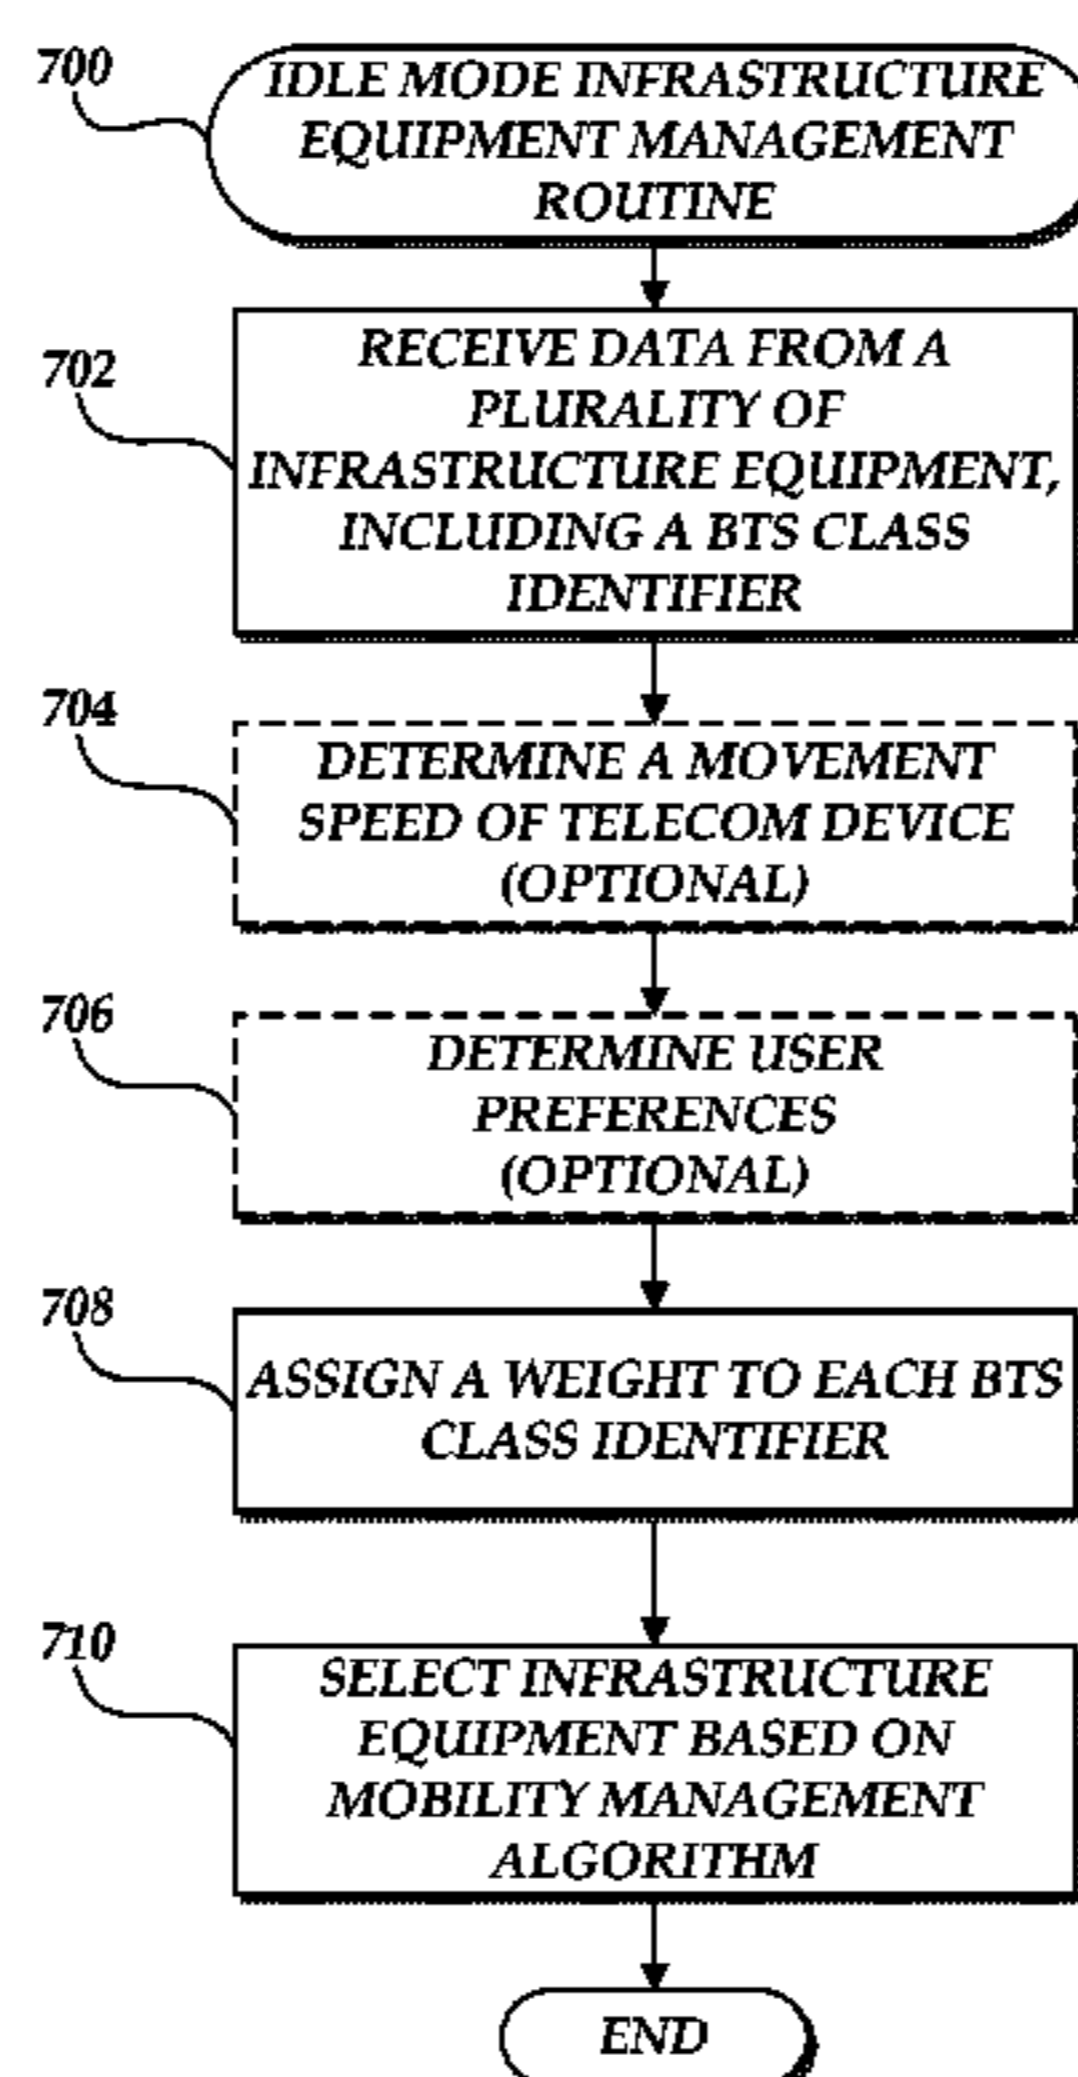 700
IDLE MODE INFRASTRUCTURE
EQUIPMENT MANAGEMENT
ROUTINE
702
RECEIVE DATA FROM A
PLURALITY OF
INFRASTRUCTURE EQUIPMENT,
INCLUDING A BTS CLASS
IDENTIFIER
704
DETERMINE A MOVEMENT
SPEED OF TELECOM DEVICE
(OPTIONAL)
706
DETERMINE USER
PREFERENCES
(OPTIONAL)
708
ASSIGN A WEIGHT TO EACH BTS
CLASS IDENTIFIER
710
SELECT INFRASTRUCTURE
EQUIPMENT BASED ON
MOBILITY MANAGEMENT
ALGORITHM
END